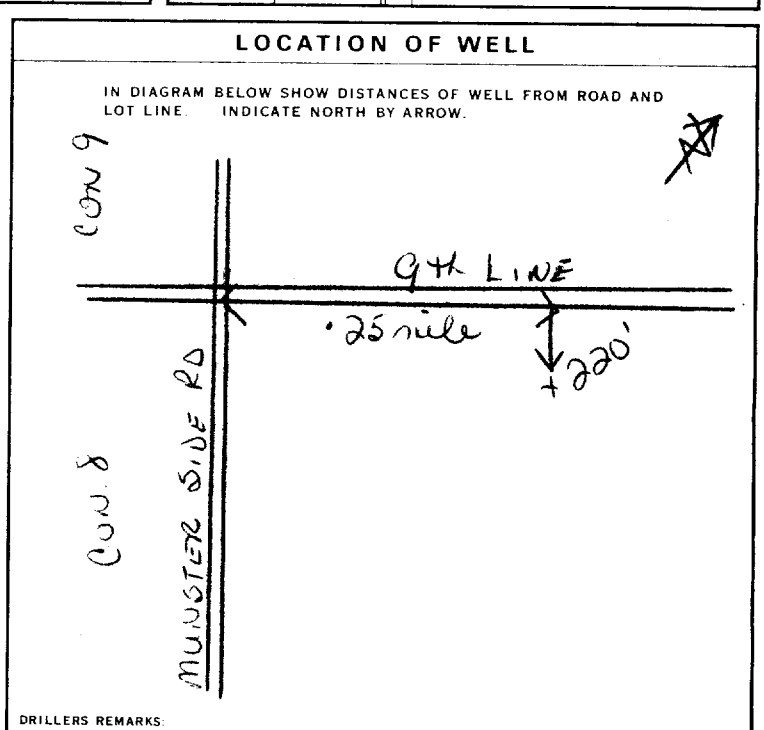 LOCATION OF WELL
IN DIAGRAM BELOW SHOW DISTANCES OF WELL FROM ROAD AND
LOT LINE. INDICATE NORTH BY ARROW.
N
CON 9
9th LINE
.25 mile
+ 220'
MUNSTER SIDE RD
CON. 8
DRILLERS REMARKS: